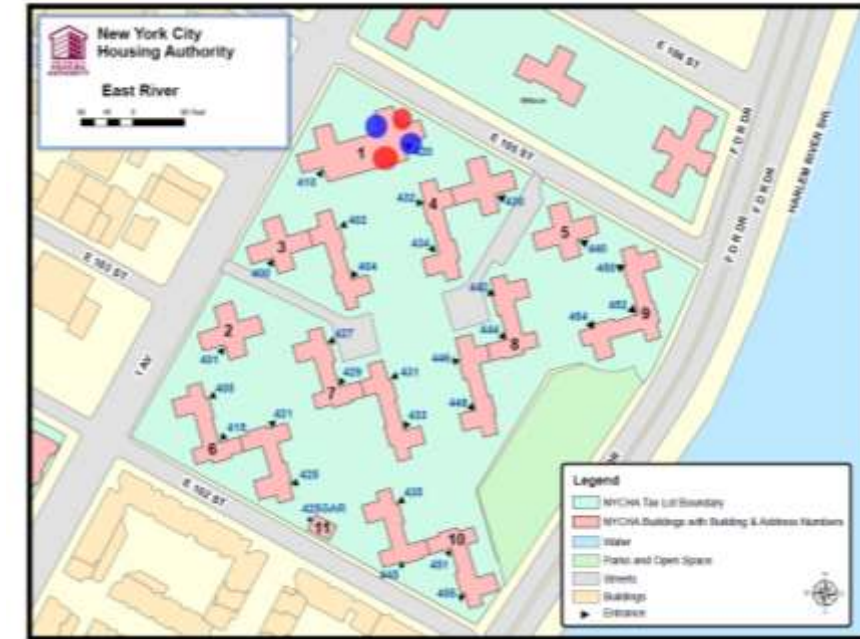 New York City
Housing Authority
East River
E 106 ST
E 105 ST
E 103 ST
E 102 ST
1 AV
F D R DR
F D R DR
F D R DR
HARLEM RIVER
1
410
2
401
3
400
402
404
4
432
434
5
440
6
405
418
421
425
7
427
429
431
433
8
444
446
448
9
450
452
454
10
435
451
455
425GAR
11
Legend
NYCHA Tax Lot Boundary
NYCHA Buildings with Building & Address Numbers
Water
Parks and Open Space
Streets
Buildings
Entrance